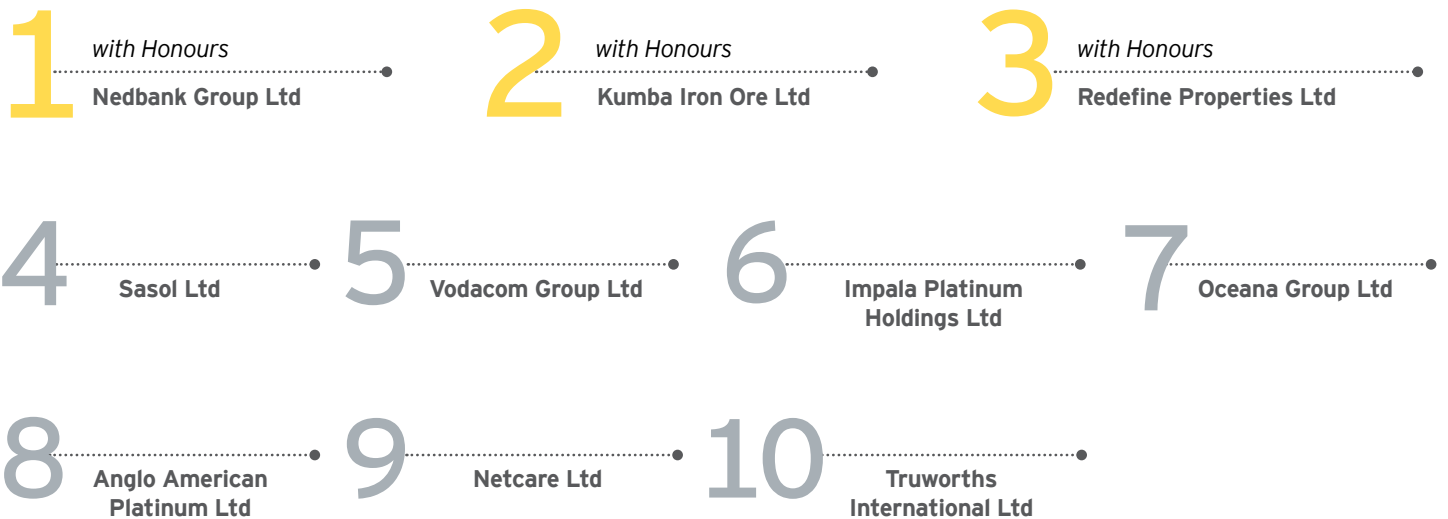 1
with Honours
Nedbank Group Ltd
2
with Honours
Kumba Iron Ore Ltd
3
with Honours
Redefine Properties Ltd
4
Sasol Ltd
5
Vodacom Group Ltd
6
Impala Platinum
Holdings Ltd
7
Oceana Group Ltd
8
Anglo American
Platinum Ltd
9
Netcare Ltd
10
Truworths
International Ltd